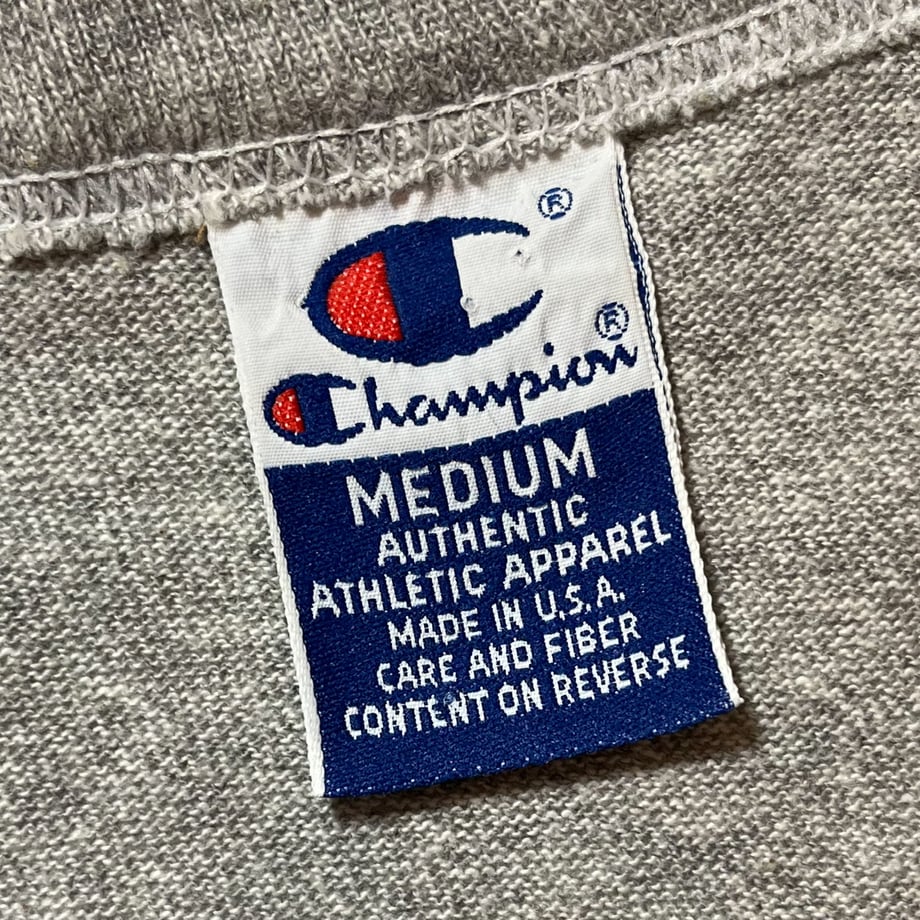 ®
Champion®
MEDIUM
AUTHENTIC
ATHLETIC APPAREL
MADE IN U.S.A.
CARE AND FIBER
CONTENT ON REVERSE